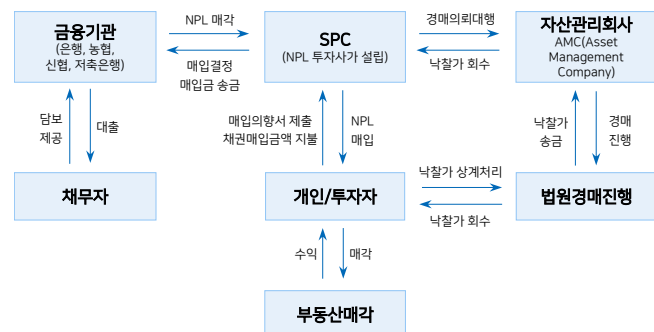 금융기관
(은행, 농협,
신협, 저축은행)
NPL 매각
매입결정
매입금 송금
SPC
(NPL 투자사가 설립)
경매의뢰대행
낙찰가 회수
자산관리회사
AMC(Asset
Management
Company)
담보
제공
대출
매입의향서 제출
채권매입금액 지불
NPL
매입
낙찰가
송금
경매
진행
채무자
개인/투자자
낙찰가 상계처리
낙찰가 회수
법원경매진행
수익
매각
부동산매각